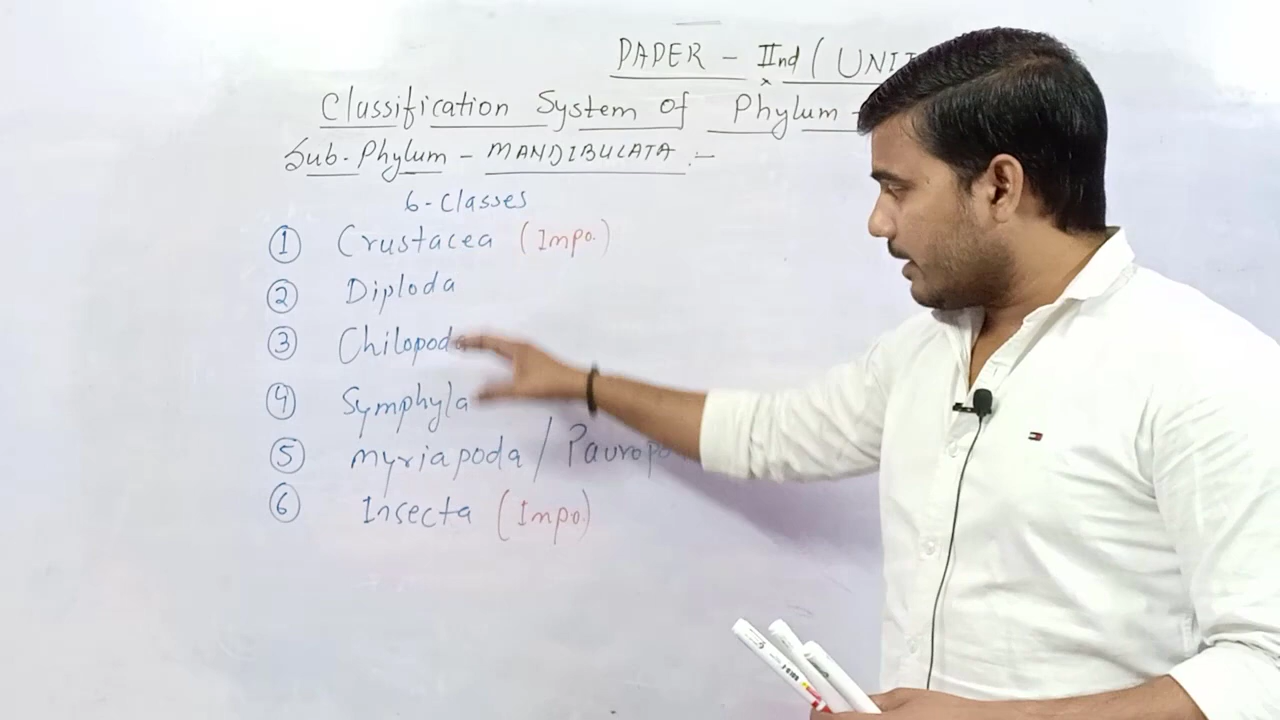 PAPER - IInd ( UNIT
Classification System of Phylum -
Sub-Phylum - MANDIBULATA :-
6-Classes
① Crustacea (Impo.)
② Diploda
③ Chilopoda
④ Symphyla
⑤ Myriapoda / Pauropo
⑥ Insecta (Impo.)